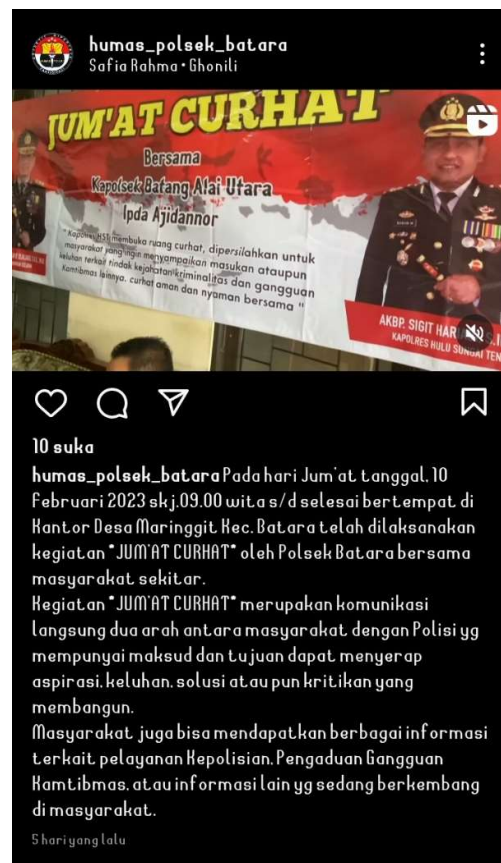 humas_polsek_batara
Safia Rahma • Ghonili
JUM'AT CURHAT
Bersama
Kapolsek Batang Alai Utara
Ipda Ajidannor
" Kapolres HST membuka ruang curhat, dipersilahkan untuk
masyarakat yang ingin menyampaikan masukan ataupun
keluhan terkait tindak kejahatan/kriminalitas dan gangguan
Kamtibmas lainnya. curhat aman dan nyaman bersama "
AKBP. SIGIT
KAPOLRES HULU SUNGAI TEN
10 suka
humas_polsek_batara Pada hari Jum'at tanggal, 10
Februari 2023 skj.09.00 wita s/d selesai bertempat di
Kantor Desa Maringgit Kec. Batara telah dilaksanakan
kegiatan "JUM'AT CURHAT" oleh Polsek Batara bersama
masyarakat sekitar.
Kegiatan "JUM'AT CURHAT" merupakan komunikasi
langsung dua arah antara masyarakat dengan Polisi yg
mempunyai maksud dan tujuan dapat menyerap
aspirasi, keluhan, solusi atau pun kritikan yang
membangun.
Masyarakat juga bisa mendapatkan berbagai informasi
terkait pelayanan Kepolisian, Pengaduan Gangguan
Kamtibmas, atau informasi lain yg sedang berkembang
di masyarakat.
5 hari yang lalu